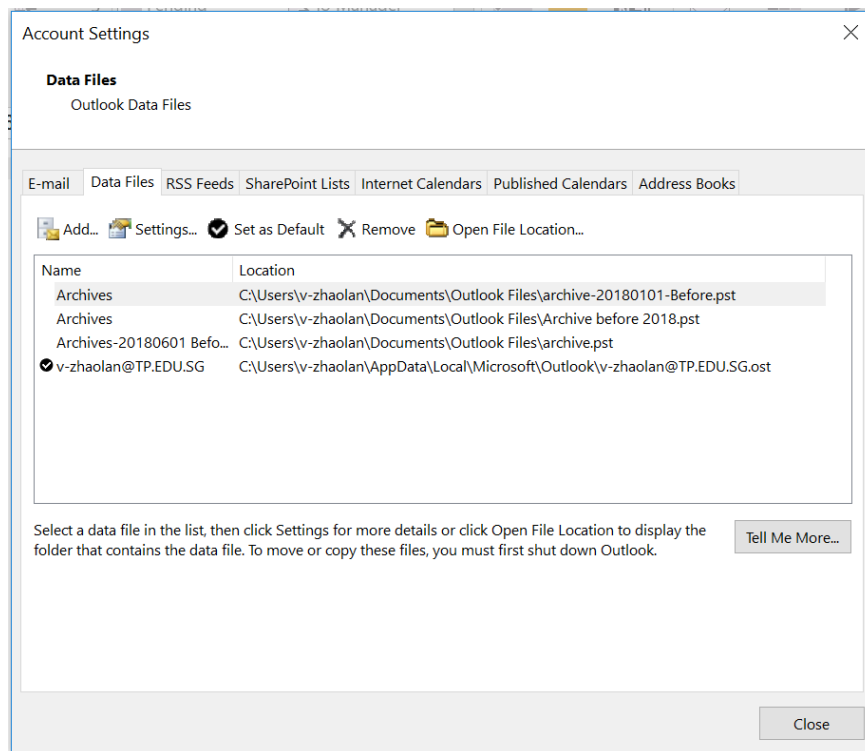 Account Settings
Data Files
Outlook Data Files
E-mail Data Files RSS Feeds SharePoint Lists Internet Calendars Published Calendars Address Books
Add... Settings... Set as Default Remove Open File Location...
Name Location
Archives C:\Users\v-zhaolan\Documents\Outlook Files\archive-20180101-Before.pst
Archives C:\Users\v-zhaolan\Documents\Outlook Files\Archive before 2018.pst
Archives-20180601 Befo... C:\Users\v-zhaolan\Documents\Outlook Files\archive.pst
v-zhaolan@TP.EDU.SG C:\Users\v-zhaolan\AppData\Local\Microsoft\Outlook\v-zhaolan@TP.EDU.SG.ost
Select a data file in the list, then click Settings for more details or click Open File Location to display the
folder that contains the data file. To move or copy these files, you must first shut down Outlook.
Tell Me More...
Close